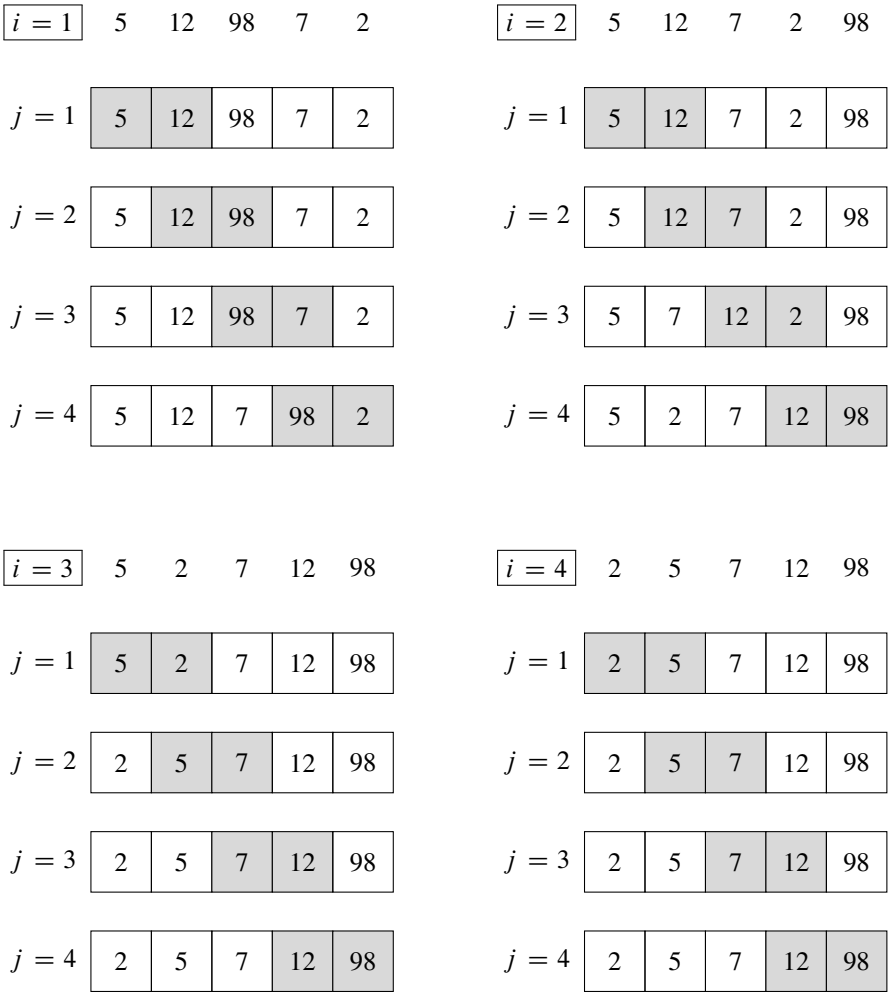 i = 1 5 12 98 7 2
j = 1 5 12 98 7 2
j = 2 5 12 98 7 2
j = 3 5 12 98 7 2
j = 4 5 12 7 98 2
i = 2 5 12 7 2 98
j = 1 5 12 7 2 98
j = 2 5 12 7 2 98
j = 3 5 7 12 2 98
j = 4 5 2 7 12 98
i = 3 5 2 7 12 98
j = 1 5 2 7 12 98
j = 2 2 5 7 12 98
j = 3 2 5 7 12 98
j = 4 2 5 7 12 98
i = 4 2 5 7 12 98
j = 1 2 5 7 12 98
j = 2 2 5 7 12 98
j = 3 2 5 7 12 98
j = 4 2 5 7 12 98